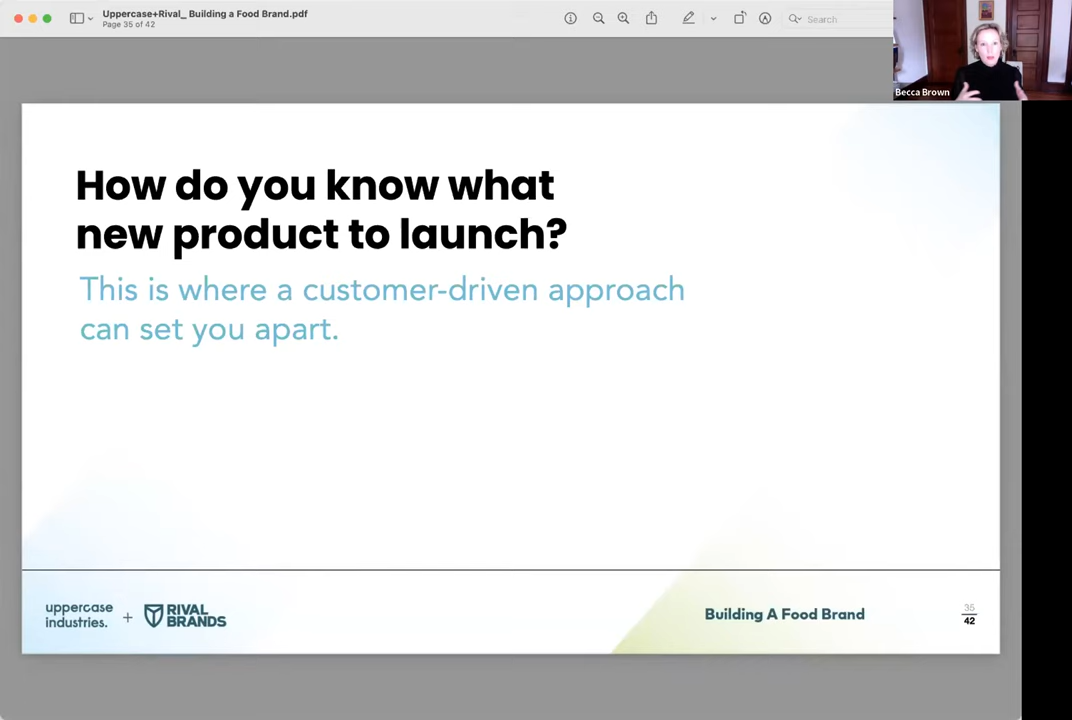 Uppercase+Rival_ Building a Food Brand.pdf
Page 35 of 42
Search
Becca Brown
How do you know what
new product to launch?
This is where a customer-driven approach
can set you apart.
uppercase
industries.
+
RIVAL
BRANDS
Building A Food Brand
35
42